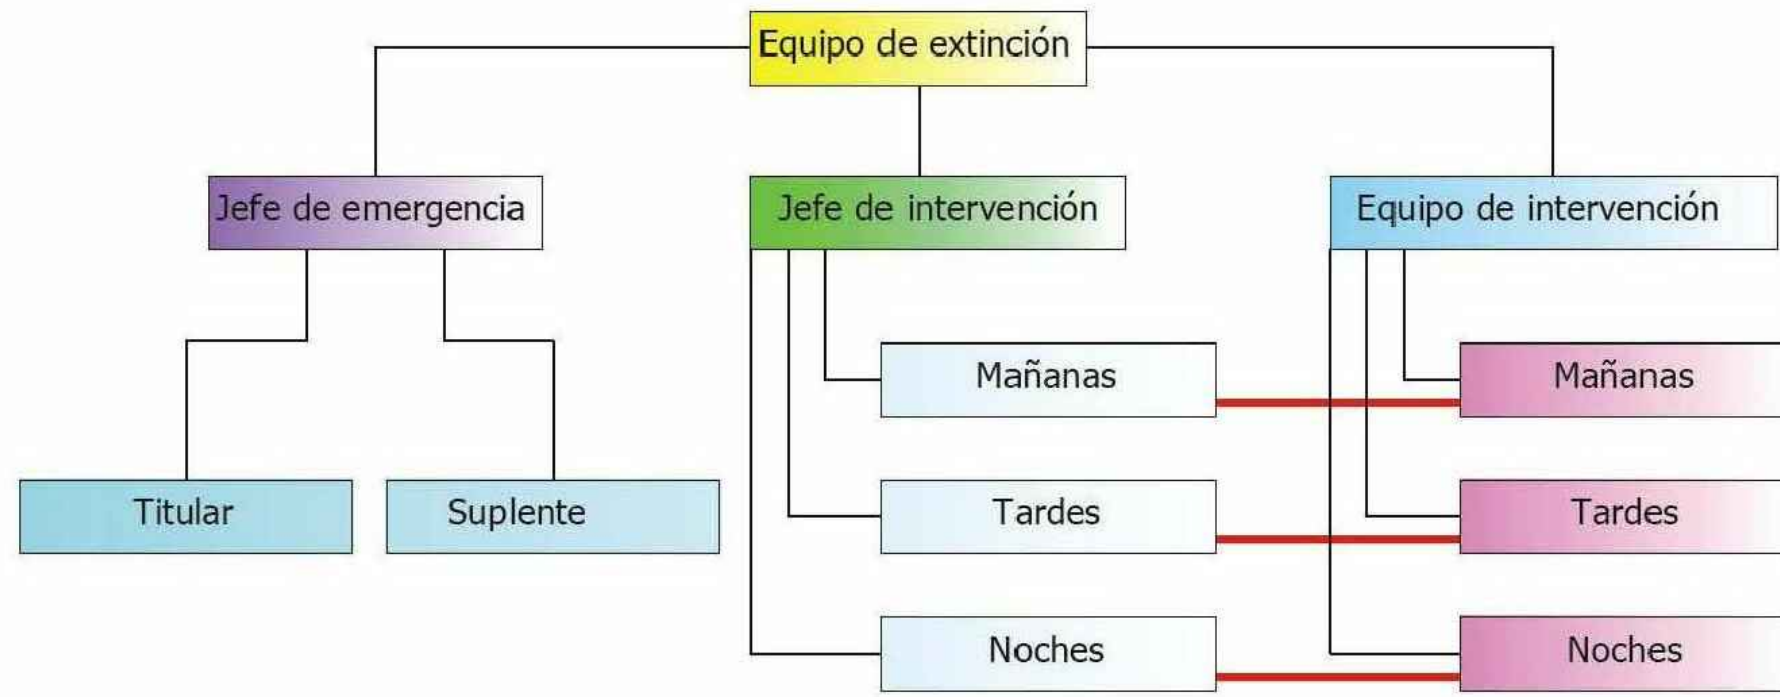 Equipo de extinción
Jefe de emergencia
Jefe de intervención
Equipo de intervención
Mañanas
Mañanas
Titular
Suplente
Tardes
Tardes
Noches
Noches